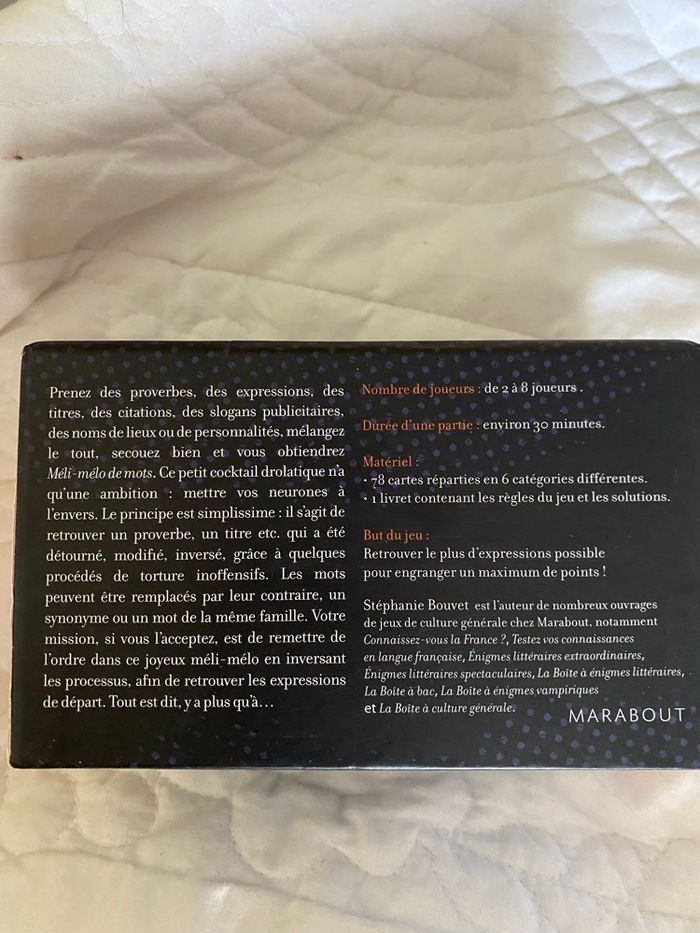 Prenez des proverbes, des expressions, des
titres, des citations, des slogans publicitaires,
des noms de lieux ou de personnalités, mélangez
le tout, secouez bien et vous obtiendrez
Méli-mélo de mots. Ce petit cocktail drolatique n'a
qu'une ambition : mettre vos neurones à
l'envers. Le principe est simplissime : il s'agit de
retrouver un proverbe, un titre etc. qui a été
détourné, modifié, inversé, grâce à quelques
procédés de torture inoffensifs. Les mots
peuvent être remplacés par leur contraire, un
synonyme ou un mot de la même famille. Votre
mission, si vous l'acceptez, est de remettre de
l'ordre dans ce joyeux méli-mélo en inversant
les processus, afin de retrouver les expressions
de départ. Tout est dit, y a plus qu'à...
Nombre de joueurs : de 2 à 8 joueurs .
Durée d'une partie : environ 30 minutes.
Matériel :
• 78 cartes réparties en 6 catégories différentes.
• 1 livret contenant les règles du jeu et les solutions.
But du jeu :
Retrouver le plus d'expressions possible
pour engranger un maximum de points !
Stéphanie Bouvet est l'auteur de nombreux ouvrages
de jeux de culture générale chez Marabout, notamment
Connaissez-vous la France ?, Testez vos connaissances
en langue française, Énigmes littéraires extraordinaires,
Énigmes littéraires spectaculaires, La Boîte à énigmes littéraires,
La Boîte à bac, La Boîte à énigmes vampiriques
et La Boîte à culture générale.
MARABOUT